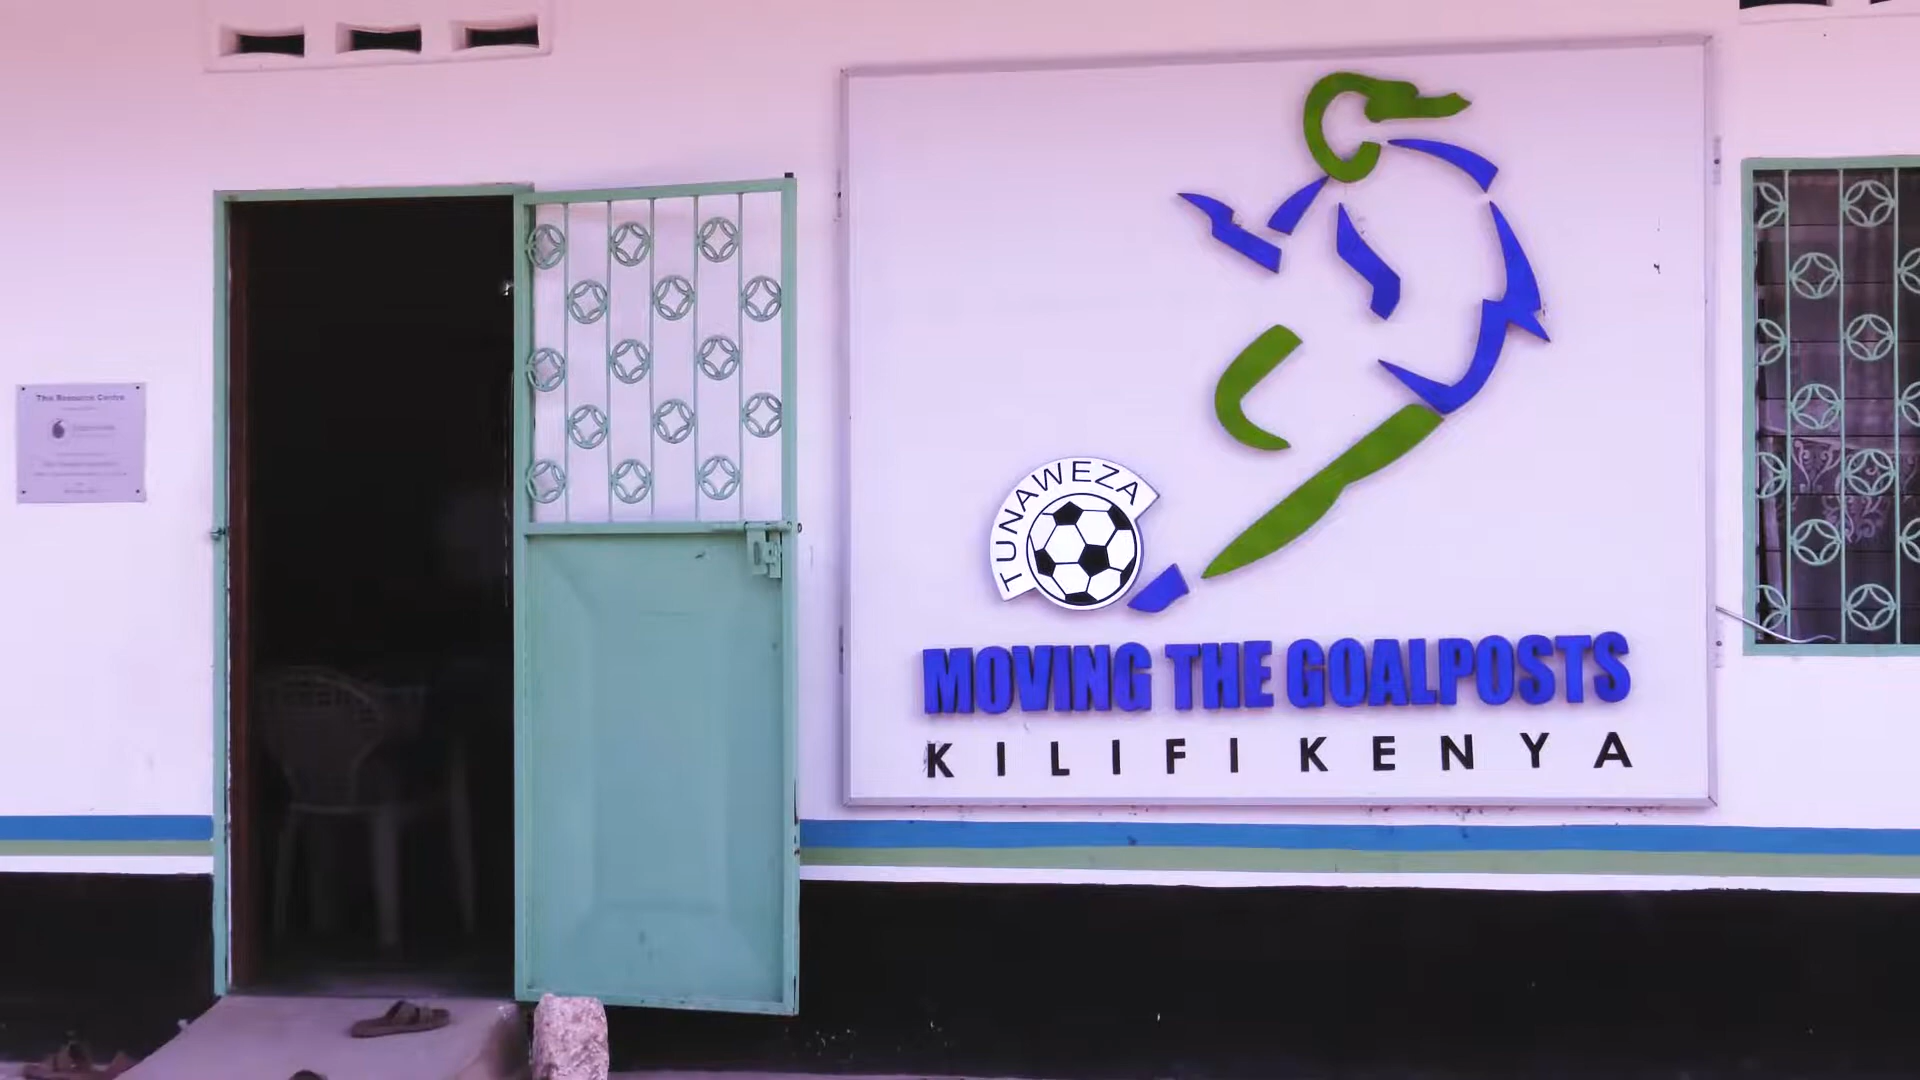 The Resource Centre
TUNAWEZA
MOVING THE GOALPOSTS
KILIFI KENYA